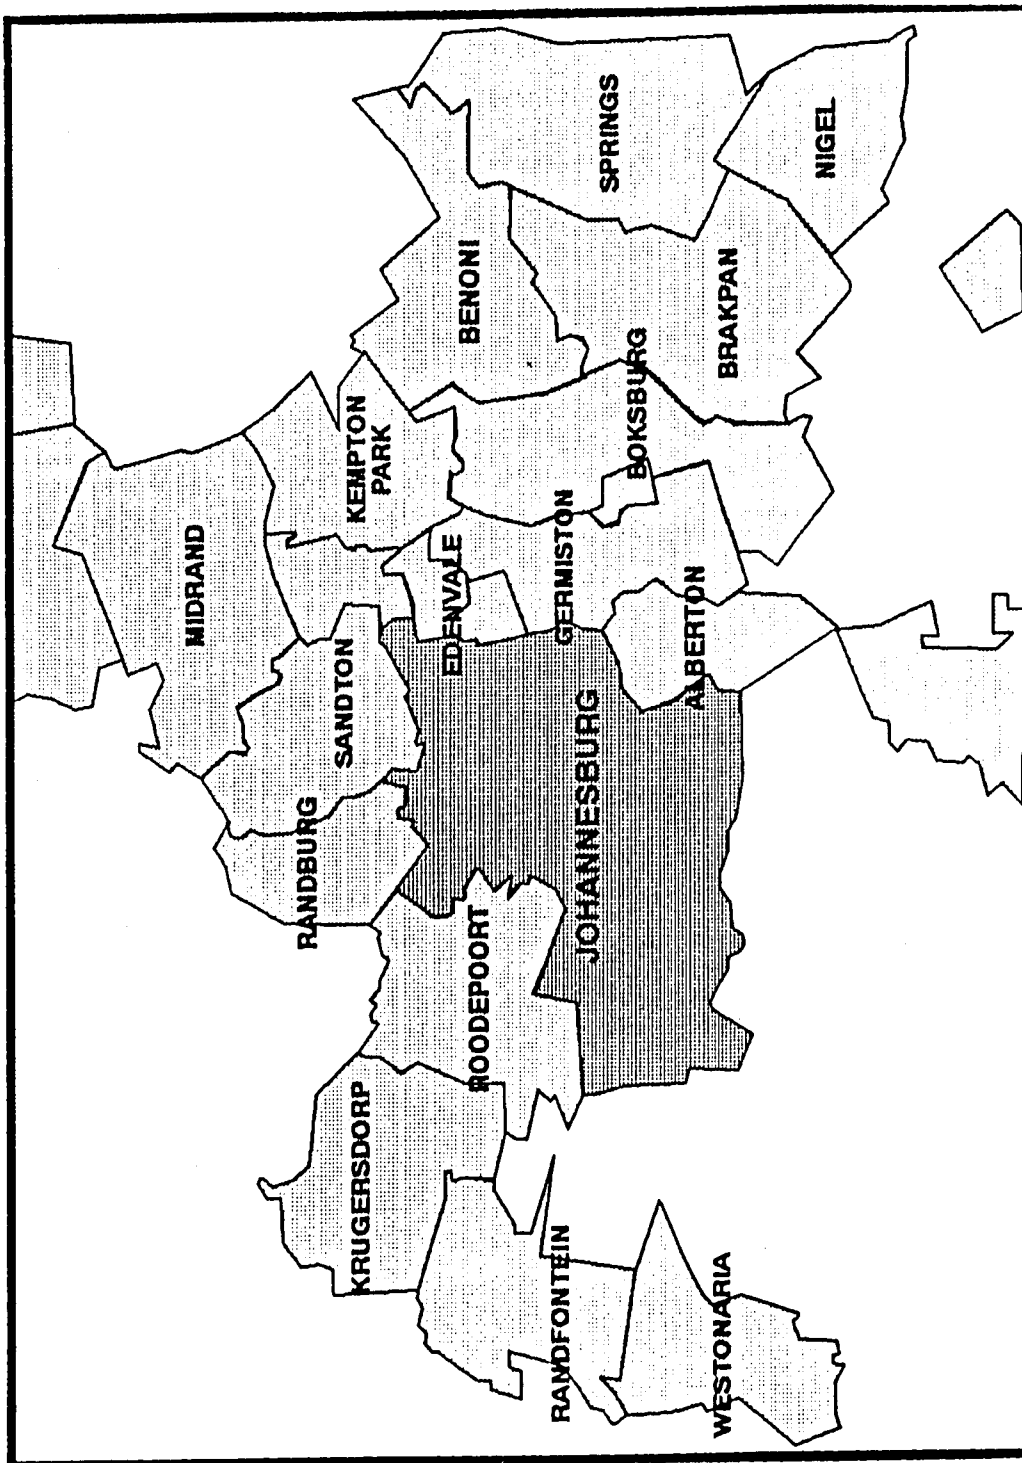 MIDRAND
KRUGERSDORP
RANDBURG
SANDTON
KEMPTON
PARK
BENONI
ROODEPOORT
EDENVALE
RANDFONTEIN
JOHANNESBURG
GERMISTON
BOKSBURG
SPRINGS
WESTONARIA
ALBERTON
BRAKPAN
NIGEL